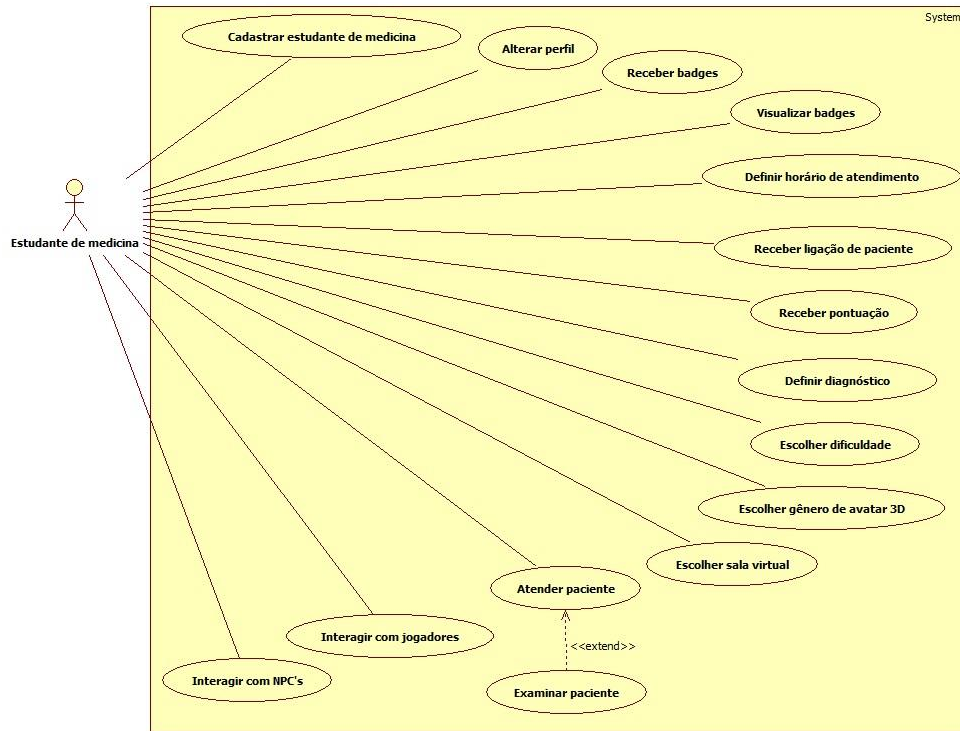 System
Cadastrar estudante de medicina
Alterar perfil
Receber badges
Visualizar badges
Definir horário de atendimento
Estudante de medicina
Receber ligação de paciente
Receber pontuação
Definir diagnóstico
Escolher dificuldade
Escolher gênero de avatar 3D
Escolher sala virtual
Atender paciente
Interagir com jogadores
<<extend>>
Interagir com NPC's
Examinar paciente